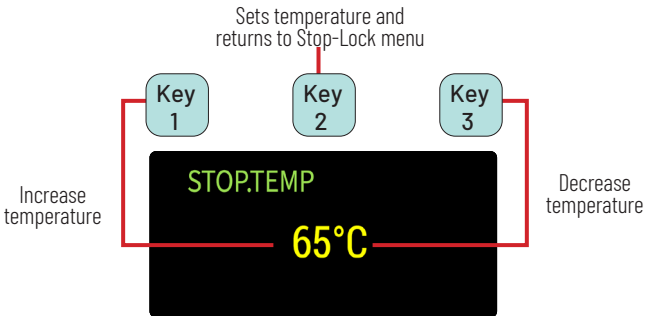 Sets temperature and
returns to Stop-Lock menu
Key
1
Key
2
Key
3
STOP.TEMP
Increase
temperature
65°C
Decrease
temperature